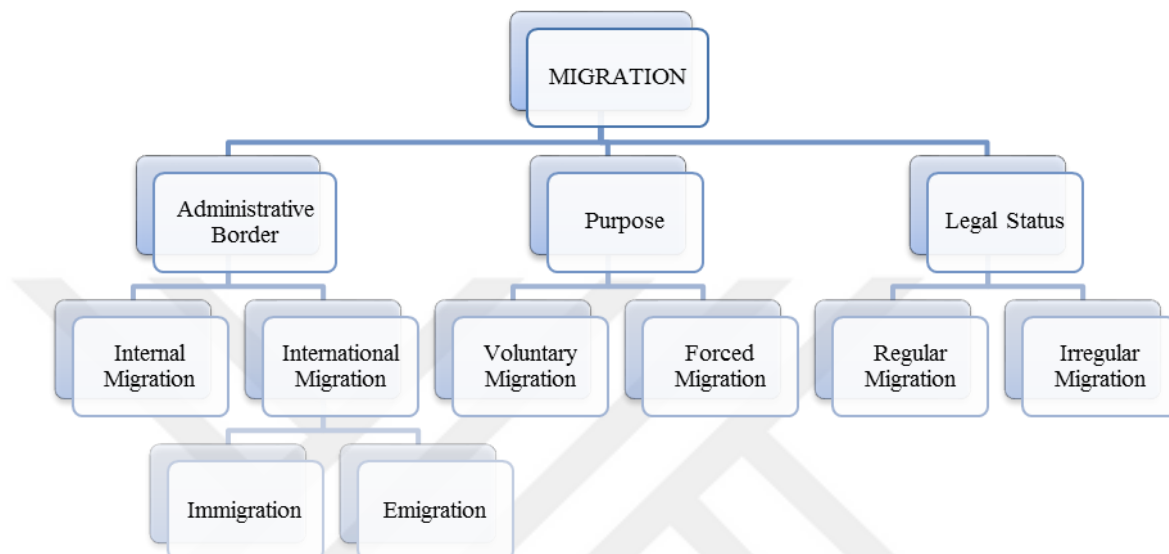 MIGRATION
Administrative
Border
Purpose
Legal Status
Internal
Migration
International
Migration
Voluntary
Migration
Forced
Migration
Regular
Migration
Irregular
Migration
Immigration
Emigration